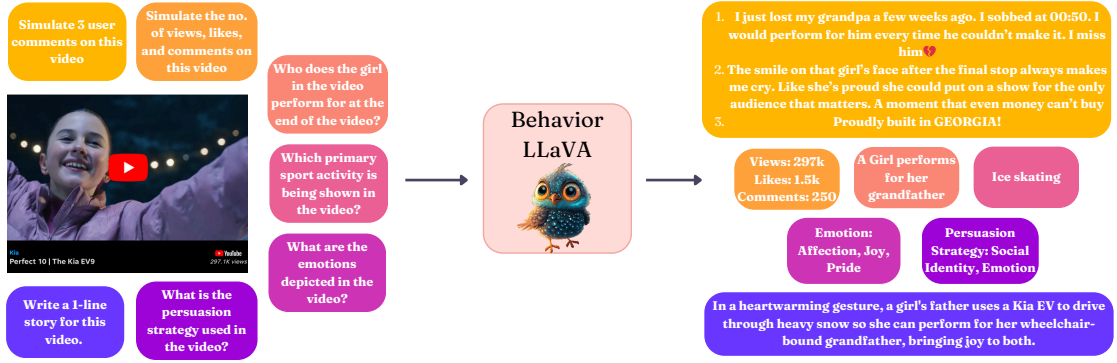 Simulate 3 user
comments on this
video
Simulate the no.
of views, likes,
and comments on
this video
Who does the girl
in the video
perform for at the
end of the video?
Which primary
sport activity is
being shown in
the video?
What are the
emotions
depicted in the
video?
Kia
Perfect 10 | The Kia EV9
YouTube
297.1K views
Write a 1-line
story for this
video.
What is the
persuasion
strategy used in
the video?
Behavior
LLaVA
1. I just lost my grandpa a few weeks ago. I sobbed at 00:50. I
would perform for him every time he couldn't make it. I miss
him💔
2. The smile on that girl's face after the final stop always makes
me cry. Like she's proud she could put on a show for the only
audience that matters. A moment that even money can't buy
3. Proudly built in GEORGIA!
Views: 297k
Likes: 1.5k
Comments: 250
A Girl performs
for her
grandfather
Ice skating
Emotion:
Affection, Joy,
Pride
Persuasion
Strategy: Social
Identity, Emotion
In a heartwarming gesture, a girl's father uses a Kia EV to drive
through heavy snow so she can perform for her wheelchair-
bound grandfather, bringing joy to both.